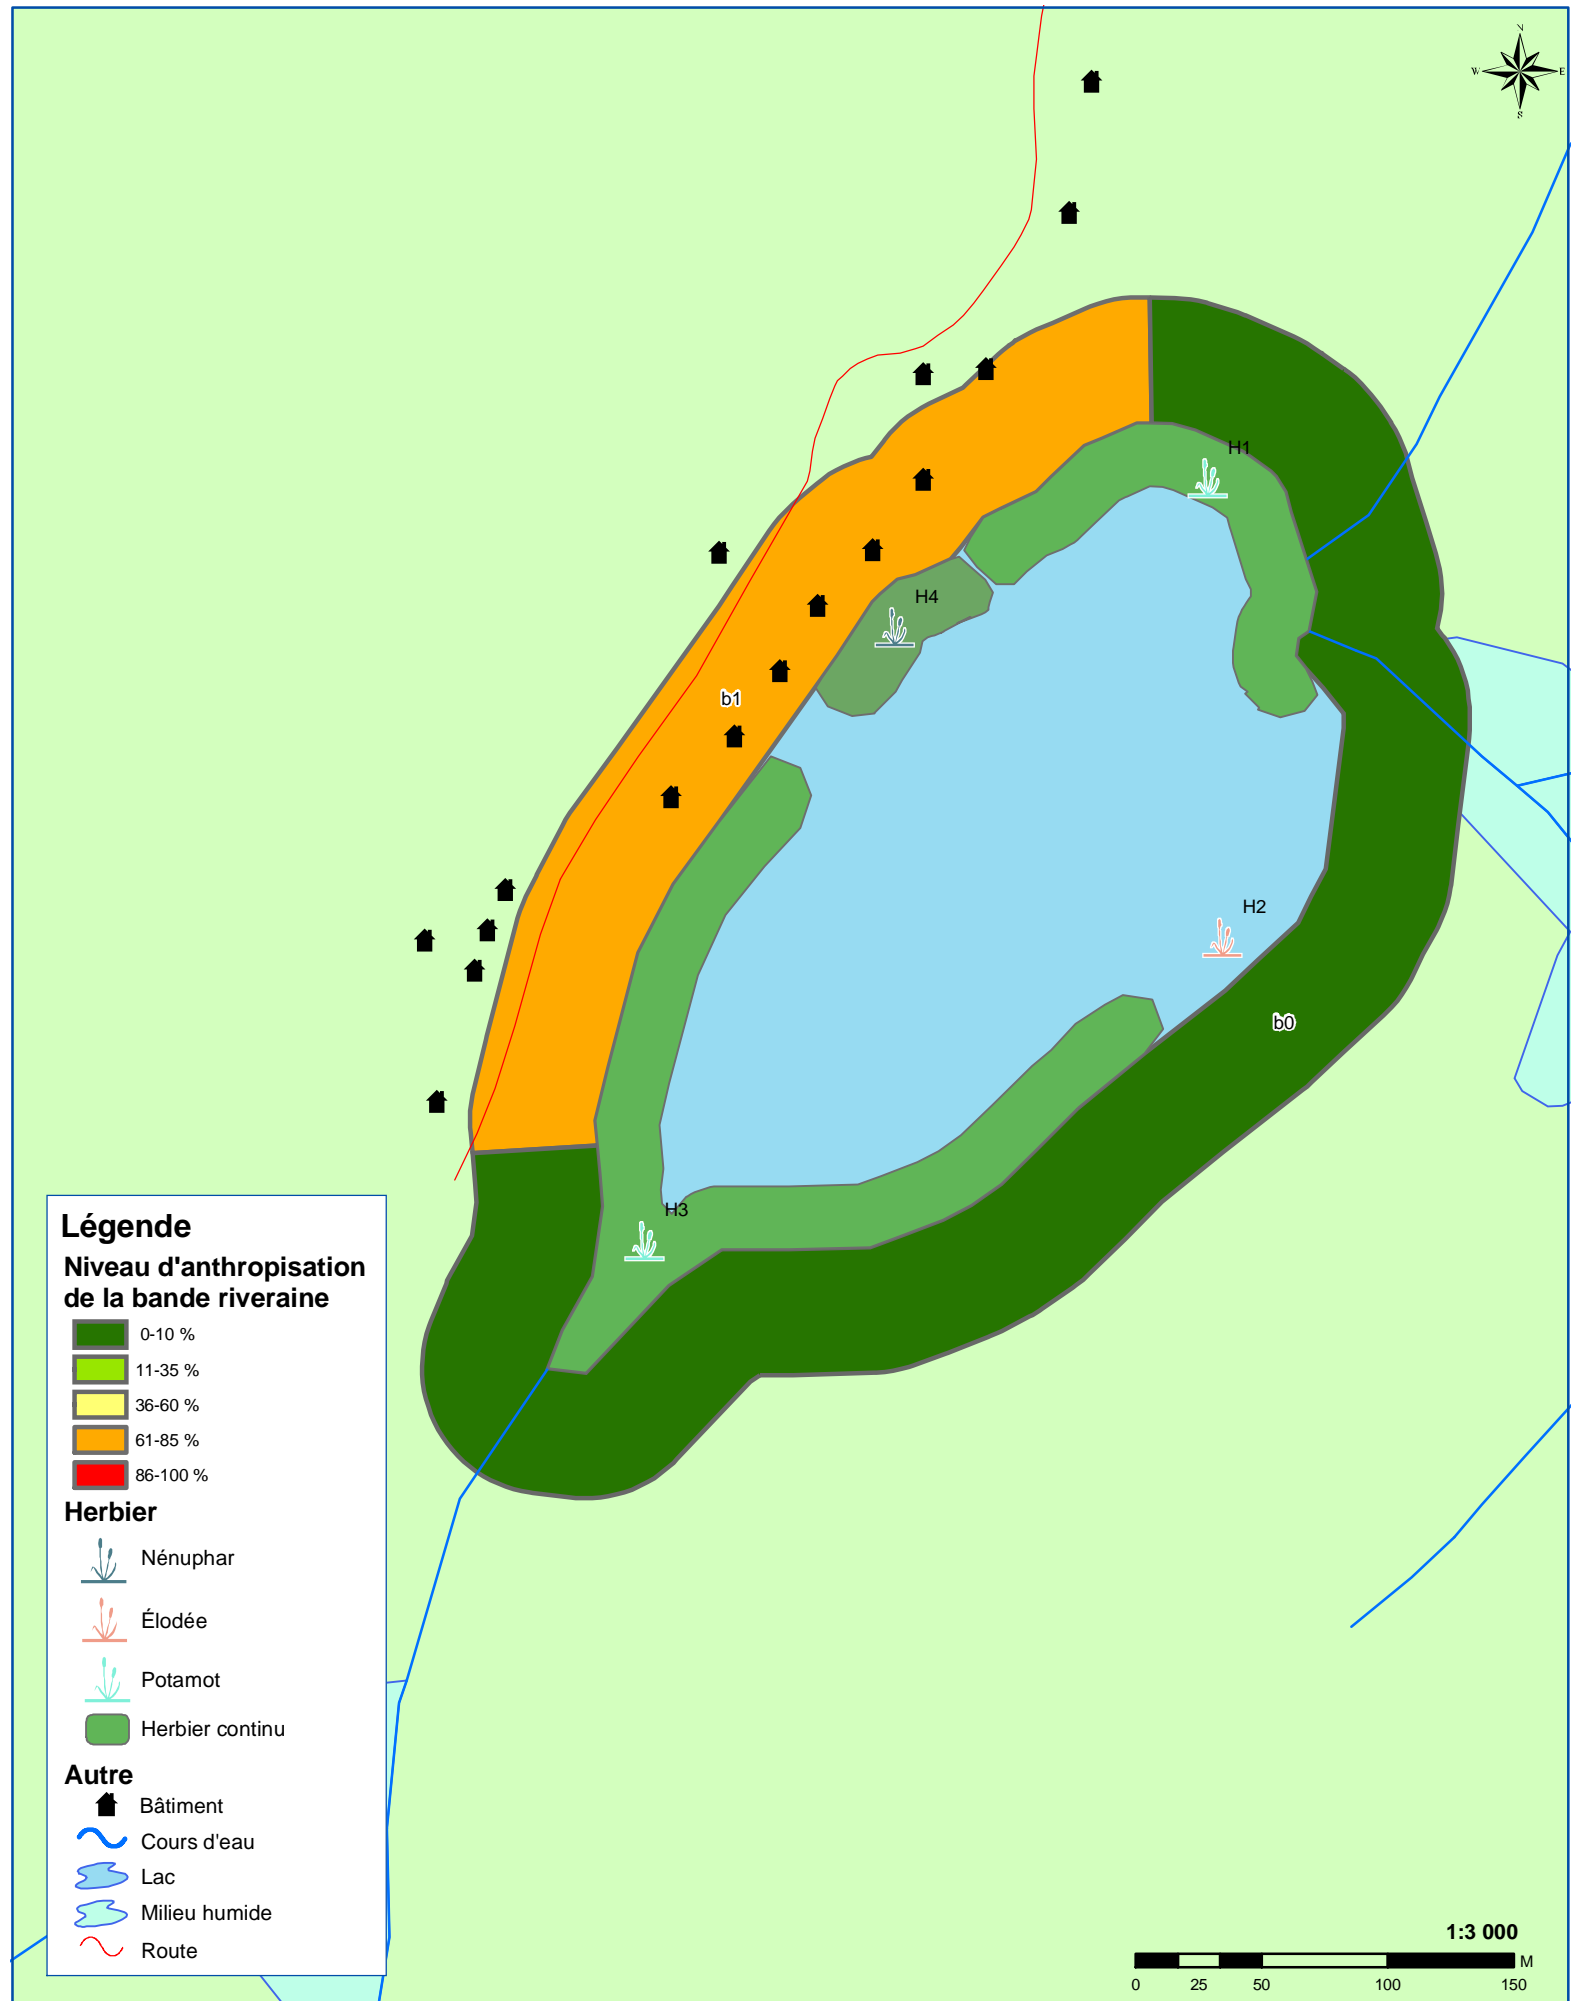 N
W
E
S
H1
H4
b1
H2
b0
H3
Légende
Niveau d'anthropisation
de la bande riveraine
0-10 %
11-35 %
36-60 %
61-85 %
86-100 %
Herbier
Nénuphar
Élodée
Potamot
Herbier continu
Autre
Bâtiment
Cours d'eau
Lac
Milieu humide
Route
1:3 000
M
0 25 50 100 150